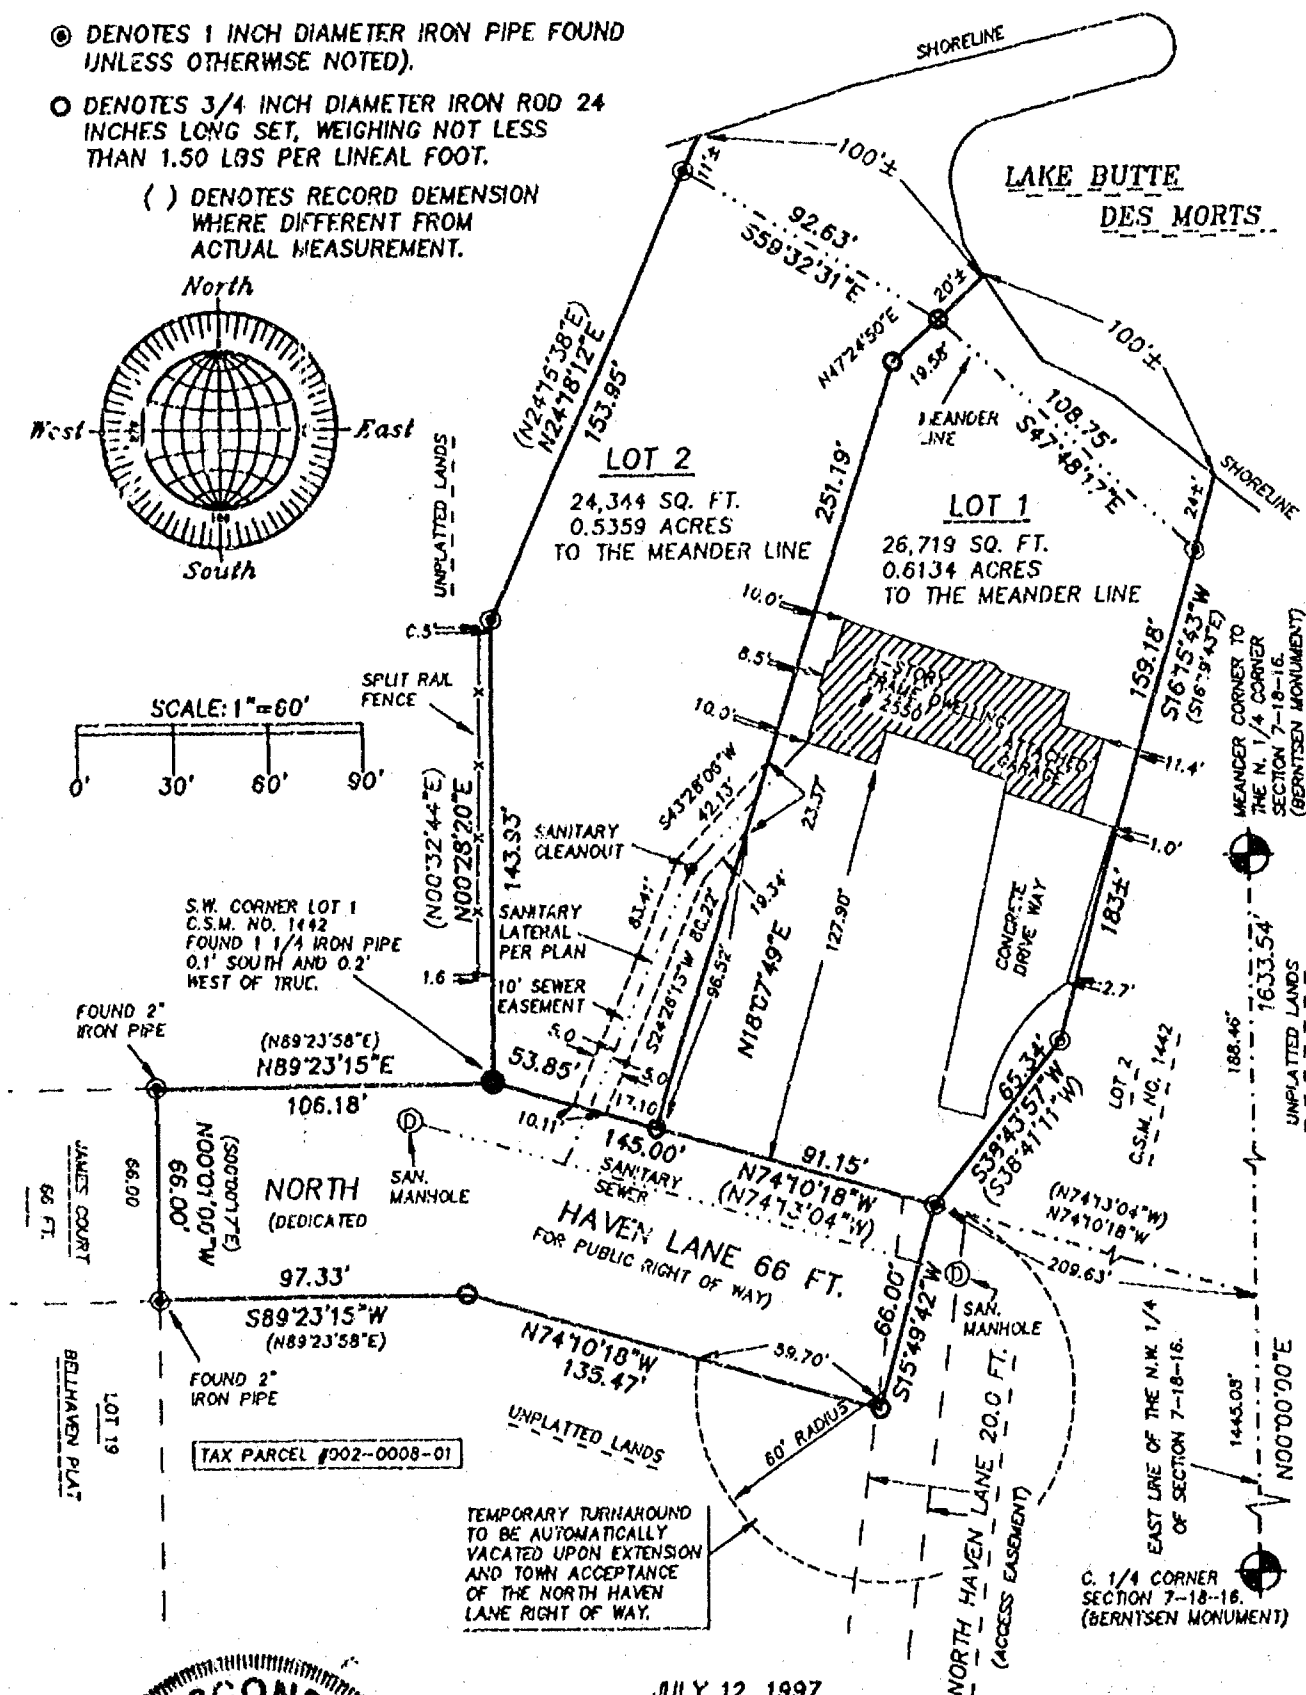 DENOTES 1 INCH DIAMETER IRON PIPE FOUND
UNLESS OTHERWISE NOTED).
DENOTES 3/4 INCH DIAMETER IRON ROD 24
INCHES LONG SET, WEIGHING NOT LESS
THAN 1.50 LBS PER LINEAL FOOT.
( ) DENOTES RECORD DEMENSION
WHERE DIFFERENT FROM
ACTUAL MEASUREMENT.
North
West
East
South
SHORELINE
LAKE BUTTE
DES MORTS
11'±
100'±
92.63'
S59°32'31"E
20'±
N47°24'50"E
19.58'
MEANDER
LINE
100'±
108.75'
S47°48'17"E
SHORELINE
24±'
(N24°15'38"E)
N24°18'12"E
153.95'
UNPLATTED LANDS
LOT 2
24,344 SQ. FT.
0.5359 ACRES
TO THE MEANDER LINE
251.19'
LOT 1
26,719 SQ. FT.
0.6134 ACRES
TO THE MEANDER LINE
10.0'
8.5'
10.0'
1-STORY
FRAME DWELLING
# 2550
ATTACHED
GARAGE
159.18'
S16°15'43"W
(S16°19'43"E)
11.4'
1.0'
183±'
2.7'
MEANDER CORNER TO
THE N. 1/4 CORNER
SECTION 7-18-16.
(BERNTSEN MONUMENT)
SPLIT RAIL
FENCE
SCALE: 1"=60'
0' 30' 60' 90'
(N00°32'44"E)
N00°28'20"E
143.93'
1.6
S43°28'06"W
42.13'
23.37'
SANITARY
CLEANOUT
83.41'
19.34'
S24°28'15"W 80.22'
96.52'
N18°07'49"E
127.90'
CONCRETE
DRIVE WAY
SANITARY
LATERAL
PER PLAN
10' SEWER
EASEMENT
5.0
5.0
17.10
10.11'
S.W. CORNER LOT 1
C.S.M. NO. 1442
FOUND 1 1/4 IRON PIPE
0.1' SOUTH AND 0.2'
WEST OF TRUC.
FOUND 2"
IRON PIPE
(N89°23'58"E)
N89°23'15"E
106.18'
53.85'
145.00'
SANITARY
SEWER
91.15'
N74°10'18"W
(N74°13'04"W)
65.34'
S39°43'57"W
(S38°41'11"W)
LOT 2
C.S.M. NO. 1442
188.46'
1633.54'
UNPLATTED LANDS
(N74°13'04"W)
N74°10'18"W
209.63'
JAMES COURT
66 FT.
66.00
(S00°00'17"E)
N00°01'00"W
66.00'
NORTH
(DEDICATED
SAN.
MANHOLE
HAVEN LANE 66 FT.
FOR PUBLIC RIGHT OF WAY)
66.00'
S15°49'42"W
SAN.
MANHOLE
97.33'
S89°23'15"W
(N89°23'58"E)
N74°10'18"W
135.47'
59.70'
60' RADIUS
FOUND 2"
IRON PIPE
LOT 19
BELLHAVEN PLAT
UNPLATTED LANDS
TAX PARCEL #002-0008-01
TEMPORARY TURNAROUND
TO BE AUTOMATICALLY
VACATED UPON EXTENSION
AND TOWN ACCEPTANCE
OF THE NORTH HAVEN
LANE RIGHT OF WAY.
NORTH HAVEN LANE 20.0 FT.
(ACCESS EASEMENT)
EAST LINE OF THE N.W. 1/4
OF SECTION 7-18-16.
1445.08'
N00°00'00"E
C. 1/4 CORNER
SECTION 7-18-16.
(BERNTSEN MONUMENT)
JULY 12, 1997